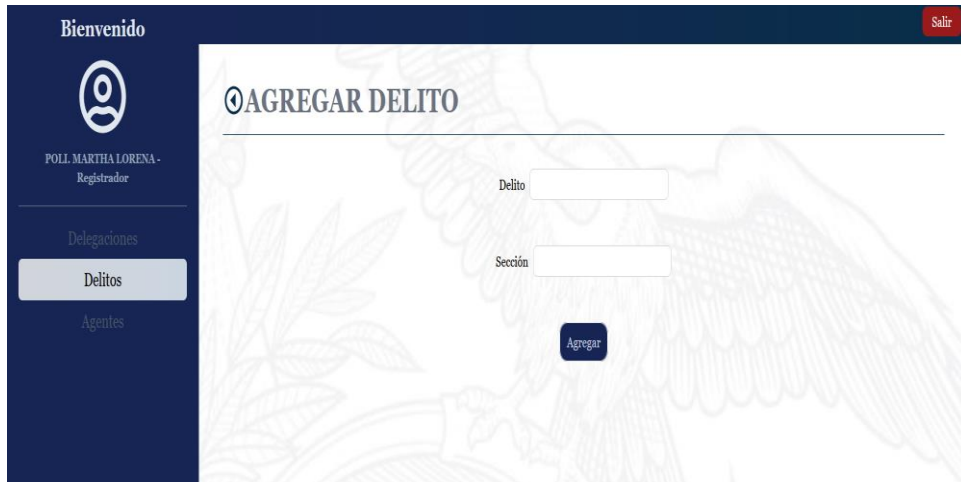 Bienvenido
Salir
POLL MARTHA LORENA -
Registrador
Delegaciones
Delitos
Agentes
AGREGAR DELITO
Delito
Sección
Agregar